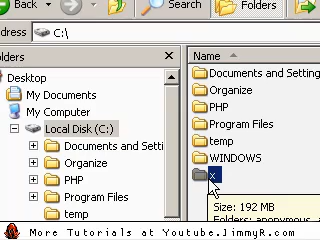 Back
Search
Folders
ddress
C:\
olders
Desktop
My Documents
My Computer
Local Disk (C:)
Documents and Setti
Organize
PHP
Program Files
temp
Name
Documents and Setting
Organize
PHP
Program Files
temp
WINDOWS
x
Size: 192 MB
Folders: anonymous, a
More Tutorials at Youtube.JimmyR.com